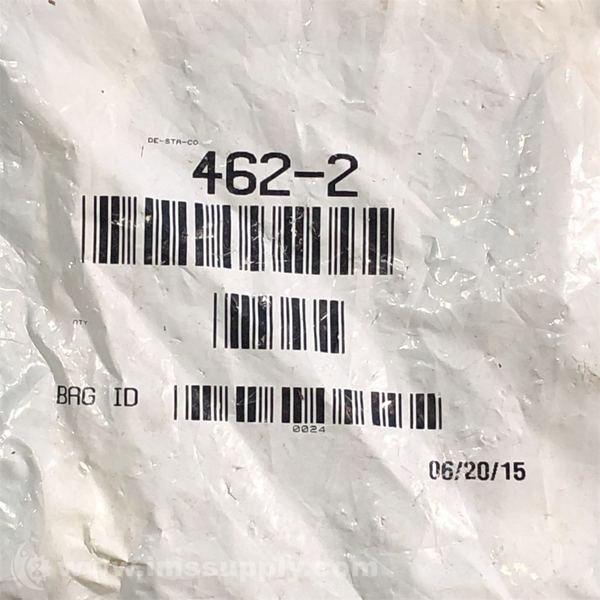 DE-STA-CO
462-2
QTY
BAG ID
0024
06/20/15
www.imssupply.com